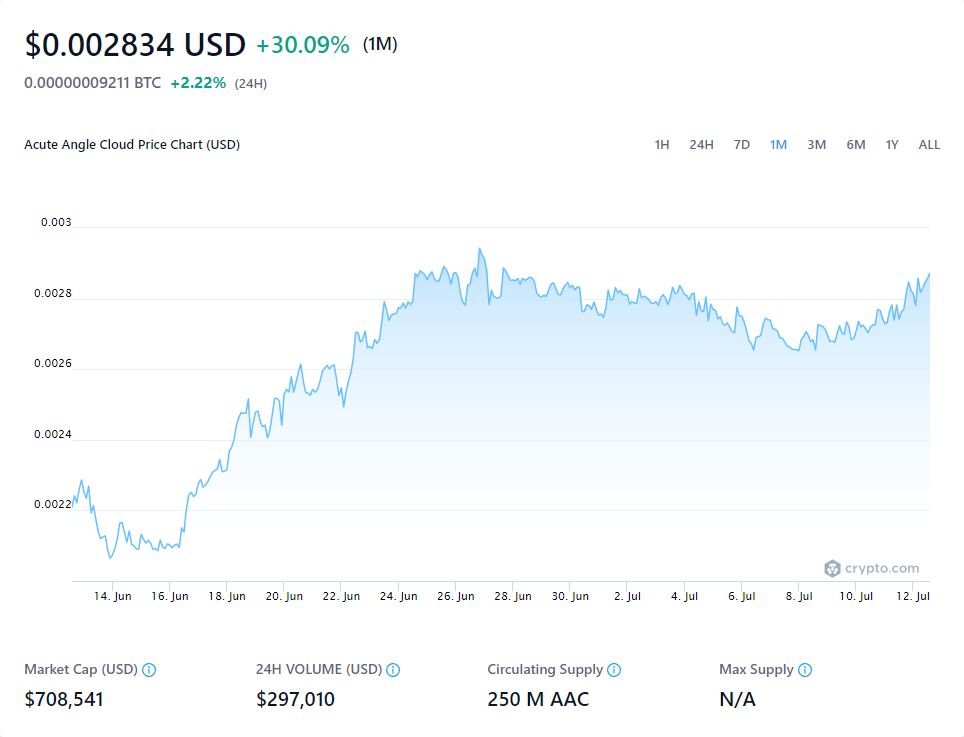 $0.002834 USD +30.09% (1M)
0.00000009211 BTC +2.22% (24H)
Acute Angle Cloud Price Chart (USD) 1H 24H 7D 1M 3M 6M 1Y ALL
0.003
0.0028
0.0026
0.0024
0.0022
crypto.com
14. Jun 16. Jun 18. Jun 20. Jun 22. Jun 24. Jun 26. Jun 28. Jun 30. Jun 2. Jul 4. Jul 6. Jul 8. Jul 10. Jul 12. Jul
Market Cap (USD) 24H VOLUME (USD) Circulating Supply Max Supply
$708,541 $297,010 250 M AAC N/A